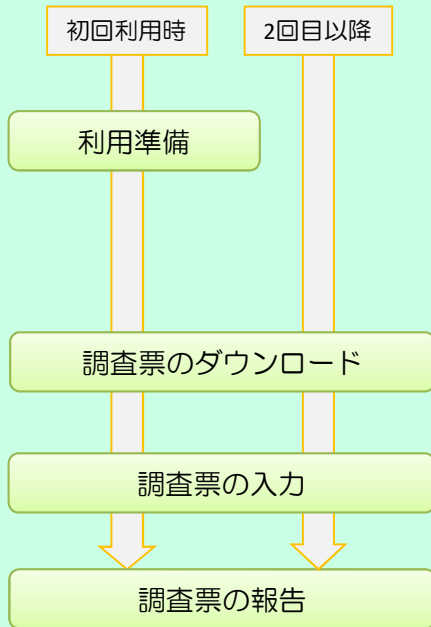 初回利用時
2回目以降
利用準備
調査票のダウンロード
調査票の入力
調査票の報告